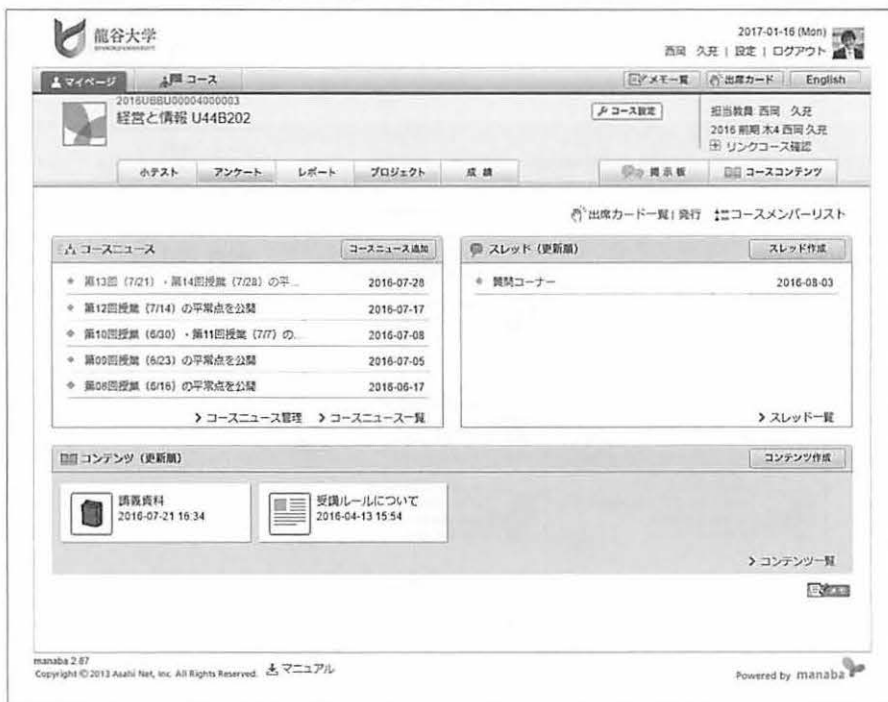 龍谷大学
2017-01-16 (Mon)
西岡 久充 | 設定 | ログアウト
マイページ
コース
メモ一覧
出席カード
English
2016UBBU00004000003
経営と情報 U44B202
コース設定
担当教員 西岡 久充
2016 前期 木4 西岡 久充
リンクコース確認
小テスト
アンケート
レポート
プロジェクト
成績
掲示板
コースコンテンツ
出席カード一覧 | 発行
コースメンバーリスト
コースニュース
コースニュース追加
第13回 (7/21) ・第14回授業 (7/28) の平...
2016-07-28
第12回授業 (7/14) の平常点を公開
2016-07-17
第10回授業 (6/30) ・第11回授業 (7/7) の...
2016-07-08
第09回授業 (6/23) の平常点を公開
2016-07-05
第08回授業 (6/16) の平常点を公開
2016-06-17
コースニュース管理
コースニュース一覧
スレッド (更新順)
スレッド作成
質問コーナー
2016-08-03
スレッド一覧
コンテンツ (更新順)
コンテンツ作成
講義資料
2016-07-21 16:34
受講ルールについて
2016-04-13 15:54
コンテンツ一覧
メモ
manaba 2.87
Copyright © 2013 Asahi Net, Inc. All Rights Reserved.
マニュアル
Powered by manaba